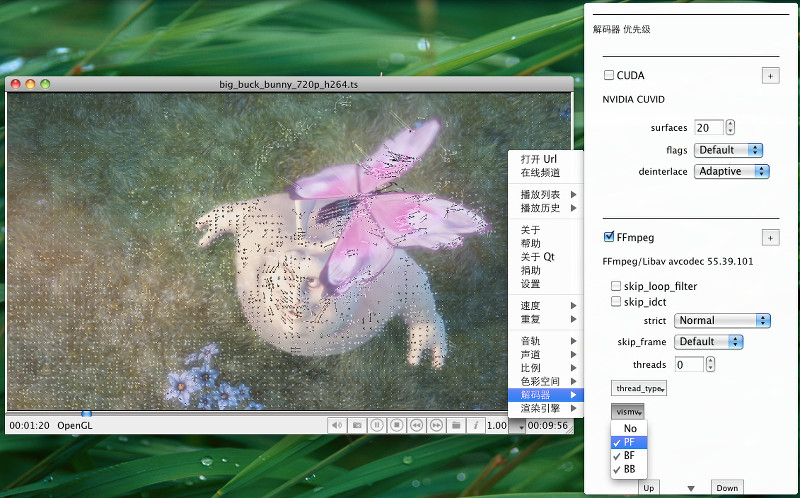 big_buck_bunny_720p_h264.ts
打开 Url
在线频道
播放列表
播放历史
关于
帮助
关于 Qt
捐助
设置
速度
重复
音轨
声道
比例
色彩空间
解码器
渲染引擎
00:01:20 OpenGL
1.00
00:09:56
解码器 优先级
CUDA
+
NVIDIA CUVID
surfaces 20
flags Default
deinterlace Adaptive
FFmpeg
+
FFmpeg/Libav avcodec 55.39.101
skip_loop_filter
skip_idct
strict Normal
skip_frame Default
threads 0
thread_type
vismv
No
PF
BF
BB
Up
Down